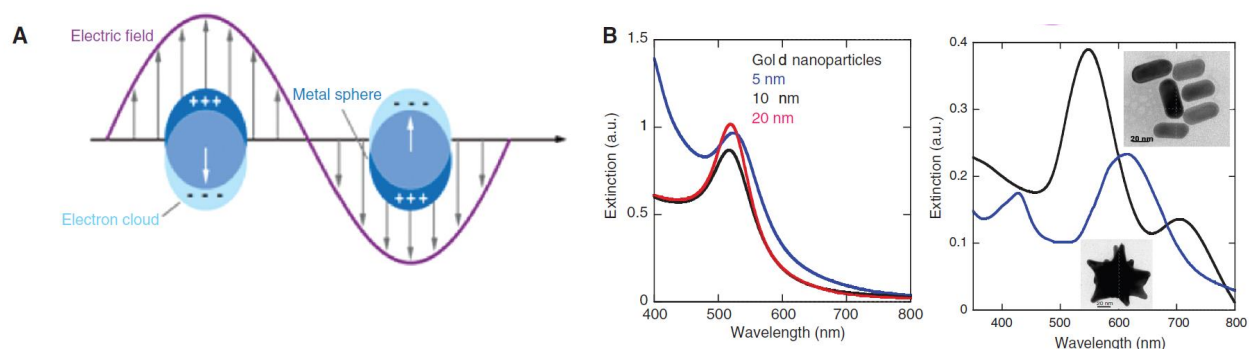 A
Electric field
+++
Metal sphere
- - -
- - -
+++
Electron cloud
B
1.5
1
0.5
0
Extinction (a.u.)
Gol d nanoparticles
5 nm
10 nm
20 nm
400 500 600 700 800
Wavelength (nm)
0.4
0.3
0.2
0.1
0
Extinction (a.u.)
20 nm
20 nm
400 500 600 700 800
Wavelength (nm)